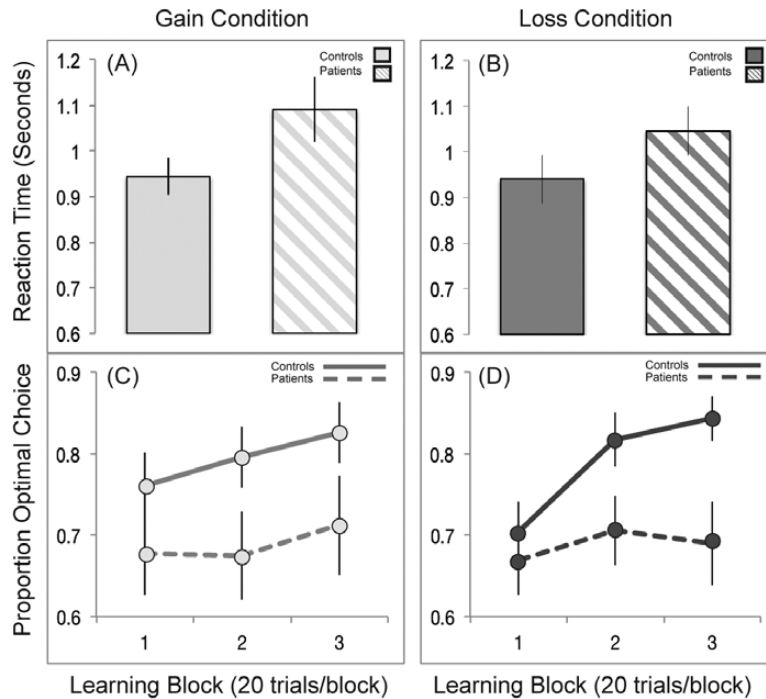 Gain Condition
Loss Condition
Reaction Time (Seconds)
(A)
Controls
Patients
1.2
1.1
1
0.9
0.8
0.7
0.6
(B)
Controls
Patients
1.2
1.1
1
0.9
0.8
0.7
0.6
Proportion Optimal Choice
(C)
Controls
Patients
0.9
0.8
0.7
0.6
1 2 3
Learning Block (20 trials/block)
(D)
Controls
Patients
0.9
0.8
0.7
0.6
1 2 3
Learning Block (20 trials/block)